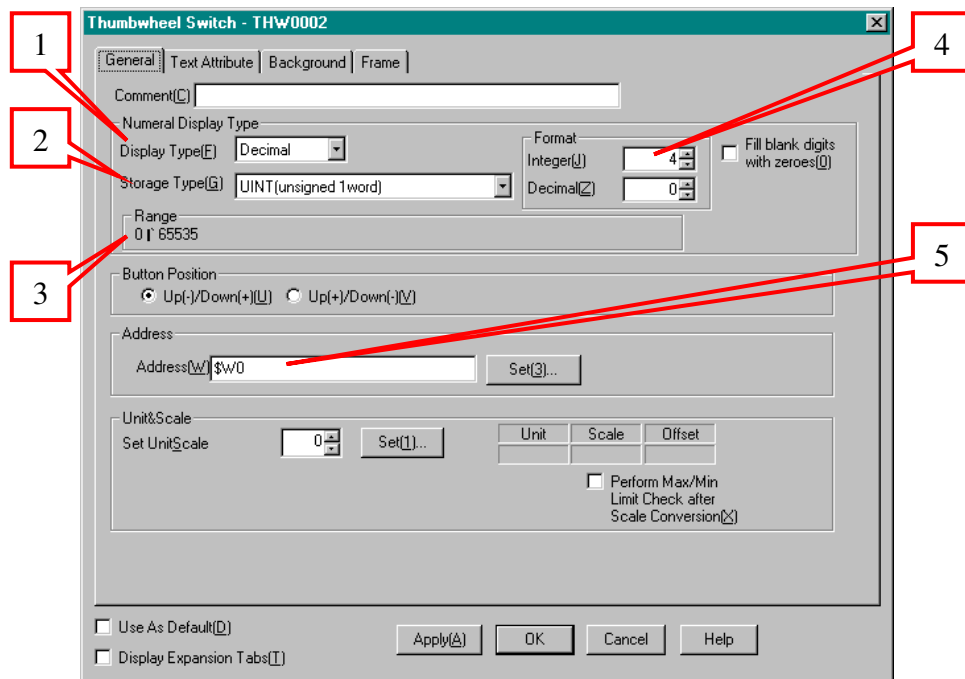 Thumbwheel Switch - THW0002
1
4
General Text Attribute Background Frame
Comment(C)
2
Numeral Display Type
Display Type(F) Decimal
Format
Integer(J) 4
Fill blank digits
with zeroes(0)
Storage Type(G) UINT(unsigned 1word)
Decimal(Z) 0
Range
0 ﾏ` 65535
3
5
Button Position
Up(-)/Down(+)(U) Up(+)/Down(-)(V)
Address
Address(W) $W0 Set(3)...
Unit&Scale
Set UnitScale 0 Set(1)...
Unit Scale Offset
Perform Max/Min
Limit Check after
Scale Conversion(X)
Use As Default(D)
Display Expansion Tabs(T)
Apply(A) OK Cancel Help